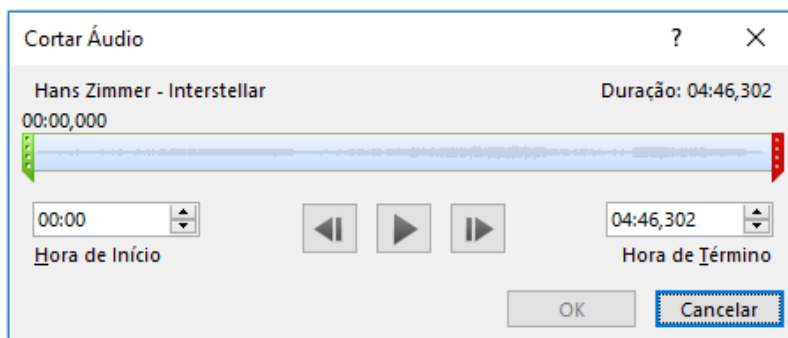 Cortar Áudio ?
Hans Zimmer - Interstellar Duração: 04:46,302
00:00,000
00:00 04:46,302
Hora de Início Hora de Término
OK Cancelar